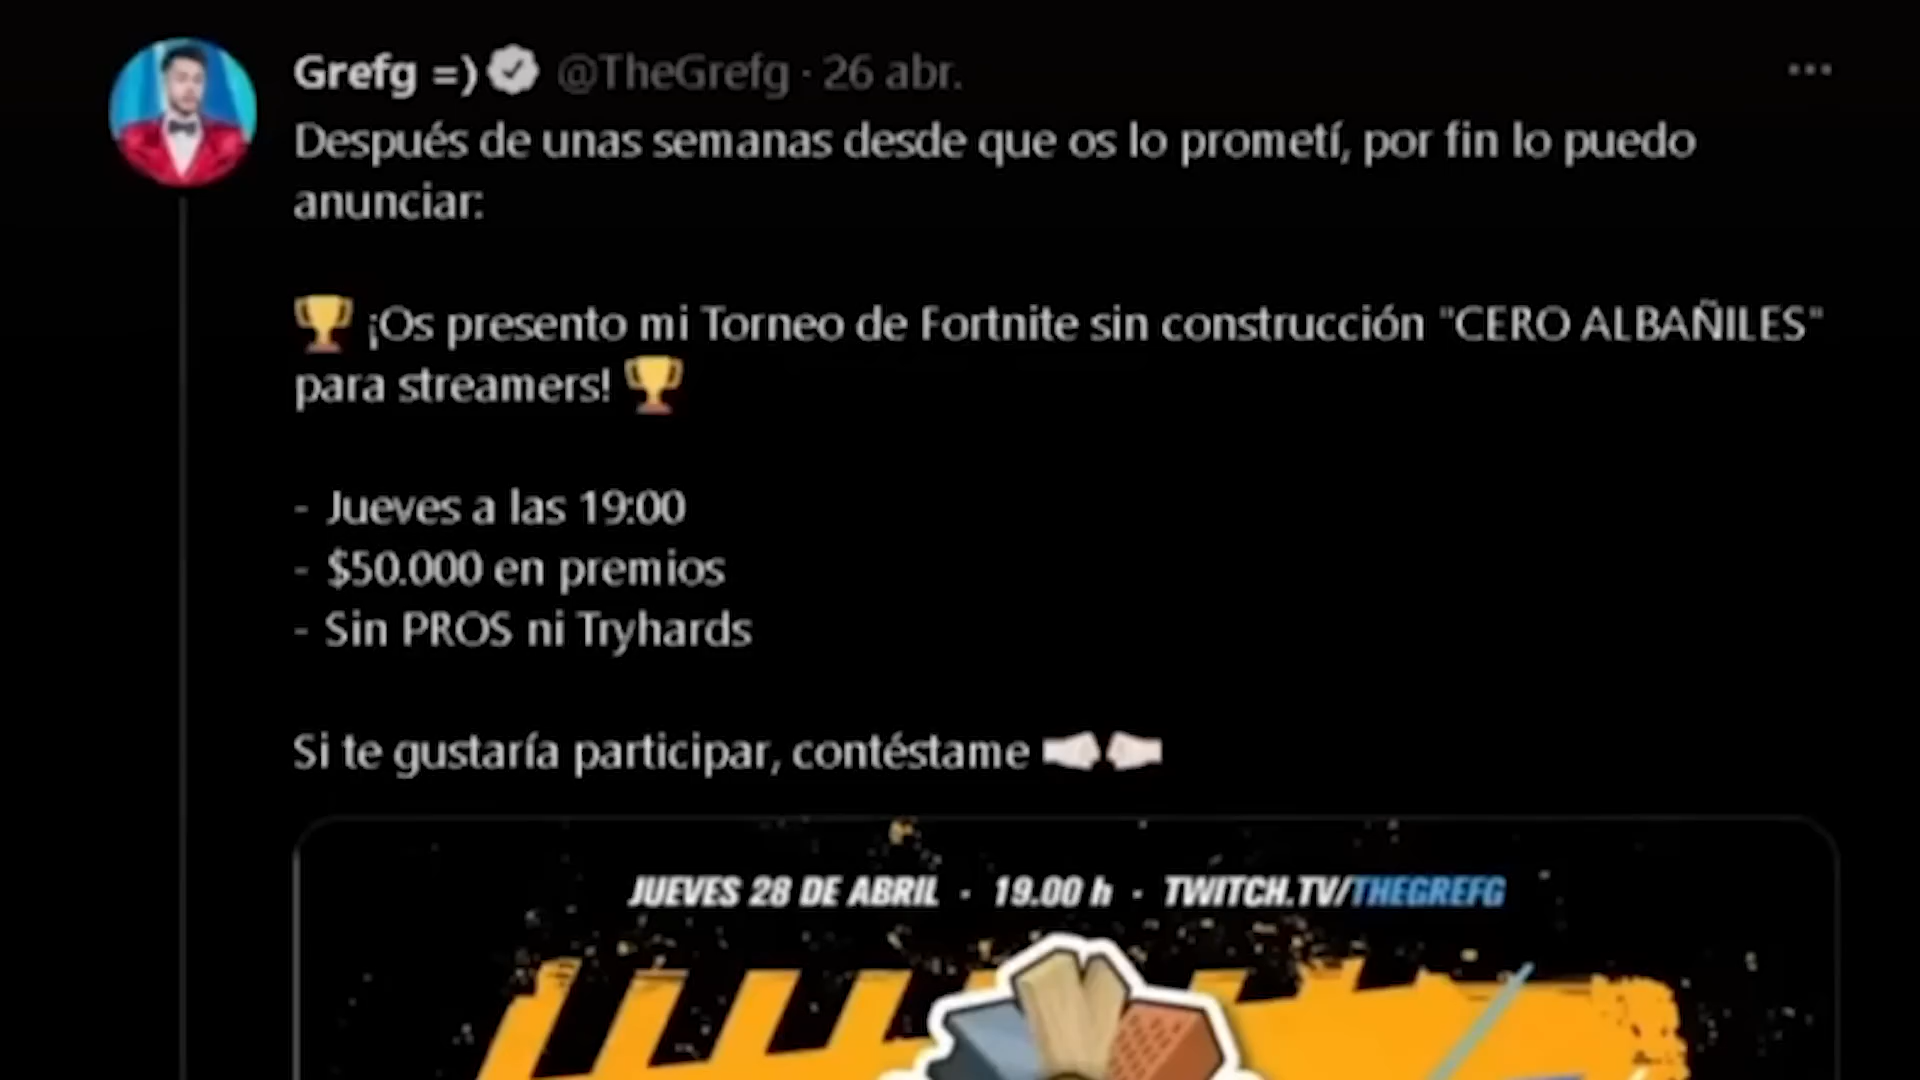 Grefg =) @TheGrefg · 26 abr.
Después de unas semanas desde que os lo prometí, por fin lo puedo
anunciar:
🏆 ¡Os presento mi Torneo de Fortnite sin construcción "CERO ALBAÑILES"
para streamers! 🏆
- Jueves a las 19:00
- $50.000 en premios
- Sin PROS ni Tryhards
Si te gustaría participar, contéstame 🤜🤛
JUEVES 28 DE ABRIL · 19.00 h · TWITCH.TV/THEGREFG